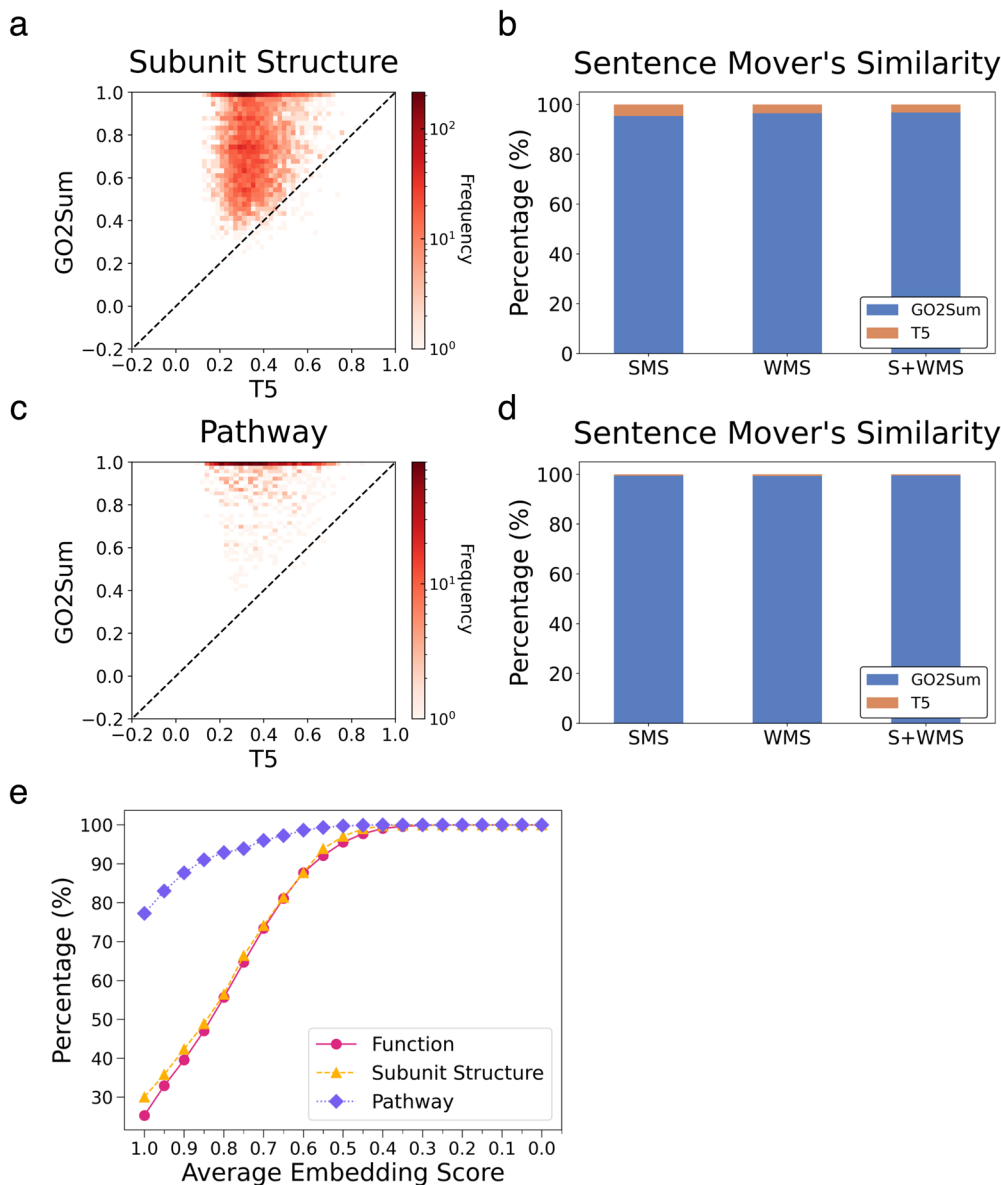 a
Subunit Structure
1.0
0.8
0.6
0.4
0.2
0.0
−0.2
GO2Sum
−0.2 0.0 0.2 0.4 0.6 0.8 1.0
T5
10²
10¹
10⁰
Frequency
b
Sentence Mover's Similarity
100
80
60
40
20
0
Percentage (%)
GO2Sum
T5
SMS WMS S+WMS
c
Pathway
1.0
0.8
0.6
0.4
0.2
0.0
−0.2
GO2Sum
−0.2 0.0 0.2 0.4 0.6 0.8 1.0
T5
10¹
10⁰
Frequency
d
Sentence Mover's Similarity
100
80
60
40
20
0
Percentage (%)
GO2Sum
T5
SMS WMS S+WMS
e
100
90
80
70
60
50
40
30
Percentage (%)
Function
Subunit Structure
Pathway
1.0 0.9 0.8 0.7 0.6 0.5 0.4 0.3 0.2 0.1 0.0
Average Embedding Score